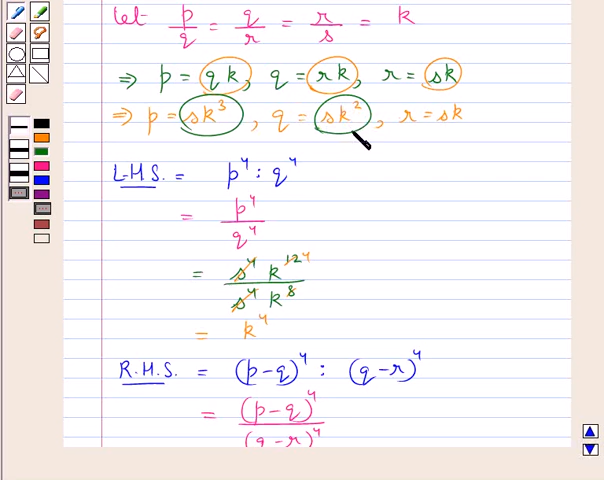 let p/q = q/r = r/s = k
⇒ p = qk, q = rk, r = sk
⇒ p = sk³, q = sk², r = sk
L.H.S. = p⁴ : q⁴
= p⁴/q⁴
= s⁴ k¹² ⁴/s⁴ k⁸
= k⁴
R.H.S. = (p-q)⁴ : (q-r)⁴
= (p-q)⁴/(q-r)⁴